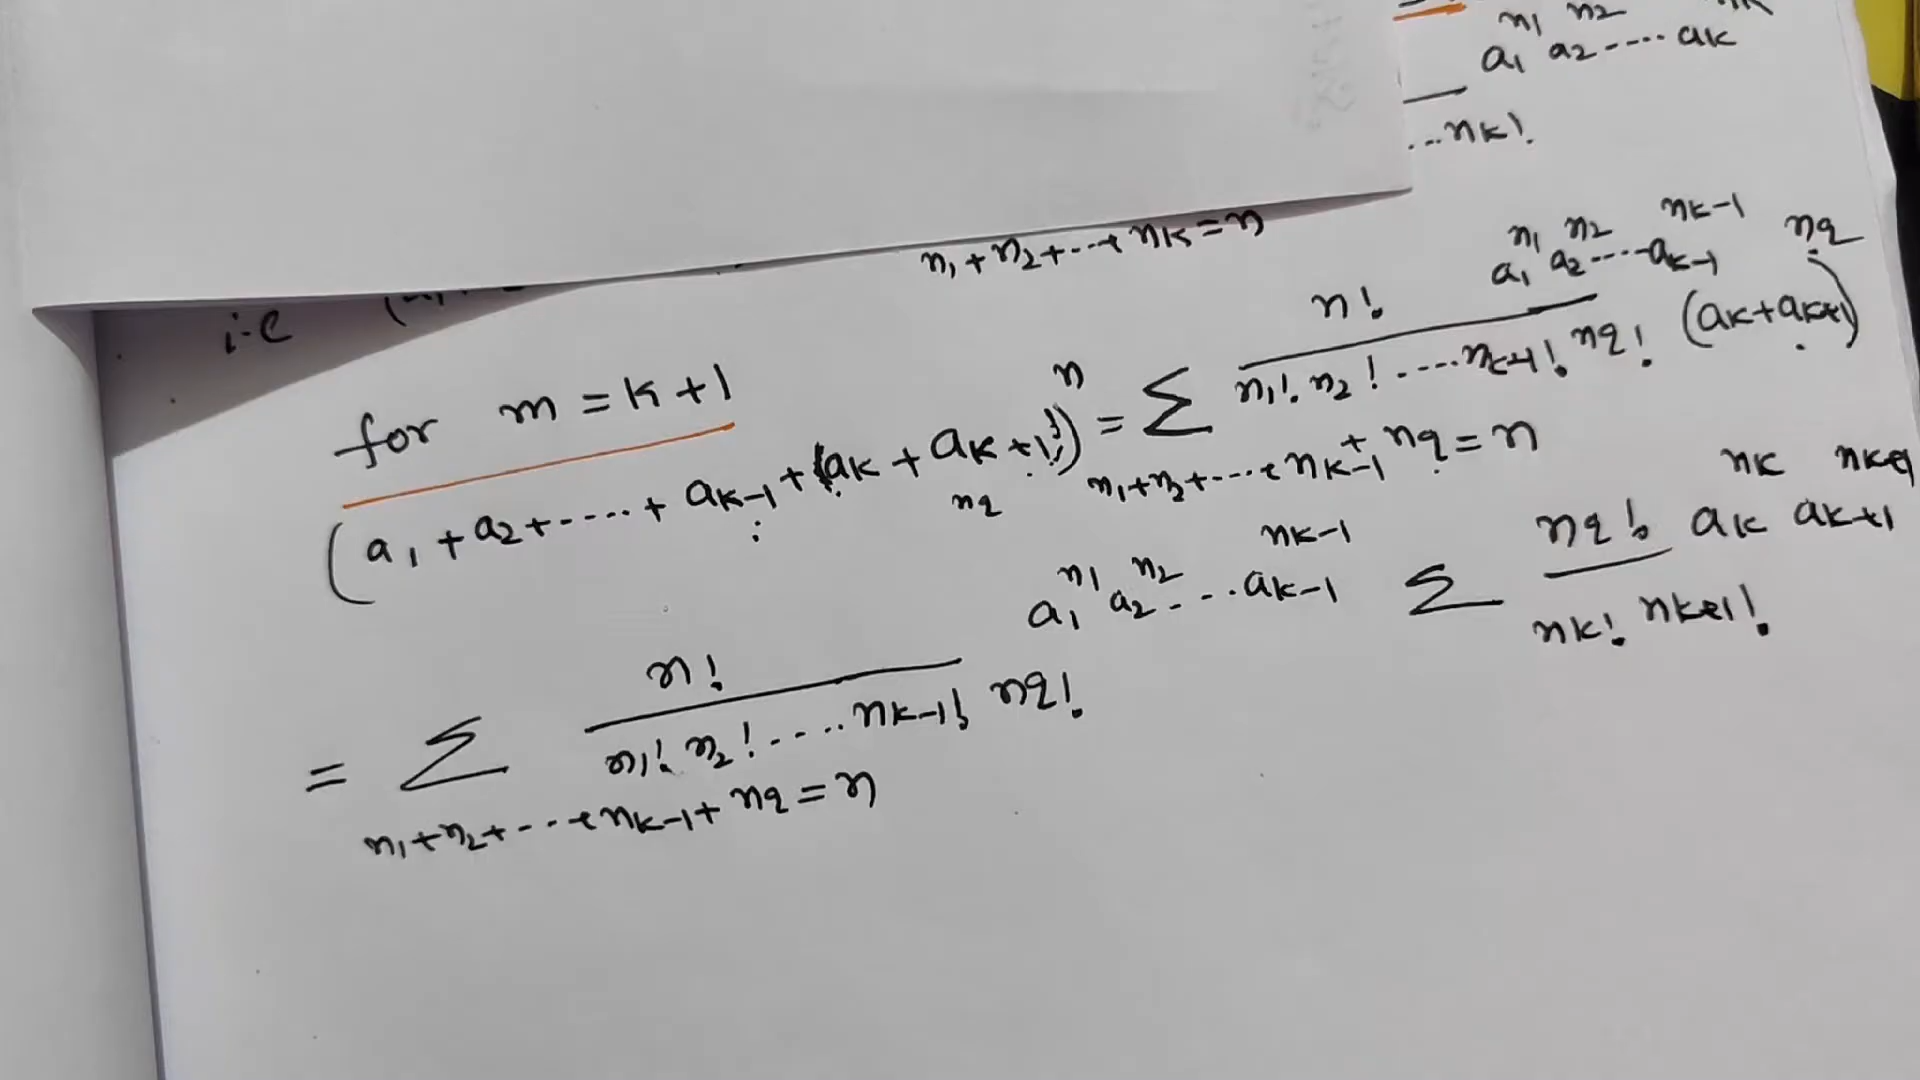 n1 n2
a1 a2 ---- ak
...nk!
n1 + n2 + ... + nk = n
i.e
for m = k+1
(a1 + a2 + ---- + ak-1 + (ak + ak+1))^n = Σ n! / n1! n2! ---- nk-1! nq! a1^n1 a2^n2 ---- ak-1^nk-1 (ak + ak+1)^nq
nq
n1 + n2 + ... + nk-1 + nq = n
= Σ n! / n1! n2! ---- nk-1! nq! a1^n1 a2^n2 --- ak-1^nk-1 Σ nq! / nk! nk+1! ak^nk ak+1^nk+1
n1 + n2 + ... + nk-1 + nq = n